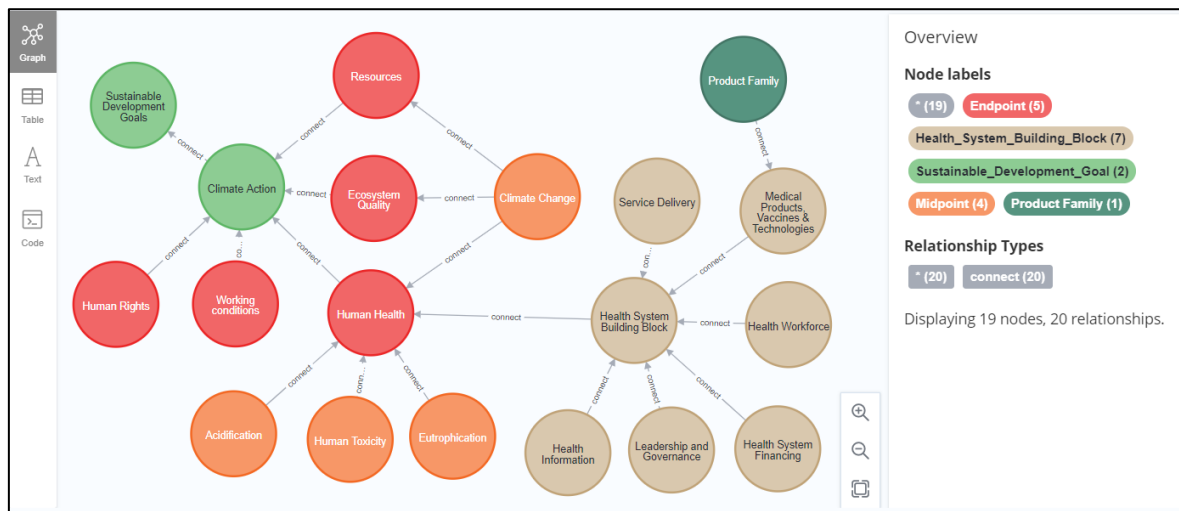 Graph
Table
Text
Code
Sustainable
Development
Goals
Resources
Product Family
Climate Action
Ecosystem
Quality
Climate Change
Service Delivery
Medical
Products,
Vaccines &
Technologies
Human Rights
Working
conditions
Human Health
Health System
Building Block
Health Workforce
Acidification
Human Toxicity
Eutrophication
Health
Information
Leadership and
Governance
Health System
Financing
connect
connect
connect
connect
connect
connect
connect
connect
co...
connect
connect
conn...
connect
connect
connect
con...
connect
connect
connect
connect
Overview
Node labels
* (19)
Endpoint (5)
Health_System_Building_Block (7)
Sustainable_Development_Goal (2)
Midpoint (4)
Product Family (1)
Relationship Types
* (20)
connect (20)
Displaying 19 nodes, 20 relationships.